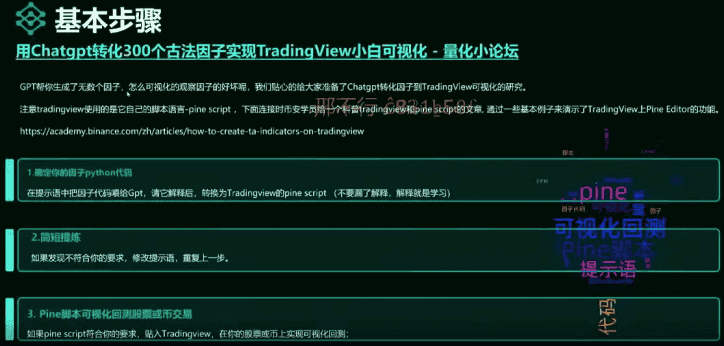 基本步骤
用Chatgpt转化300个古法因子实现TradingView小白可视化 - 量化小论坛
GPT帮你生成了无数个因子，怎么可视化的观察因子的好坏呢，我们贴心的给大家准备了Chatgpt转化因子到TradingView可视化的研究。
注意tradingview使用的是它自己的脚本语言-pine script ，下面连接时币安学员给一个科普tradingview和pine script的文章, 通过一些基本例子来演示了TradingView上Pine Editor的功能。
https://academy.binance.com/zh/articles/how-to-create-ta-indicators-on-tradingview
1.确定你的因子python代码
在提示语中把因子代码喂给Gpt，请它解释后，转换为Tradingview的pine script （不要漏了解释，解释就是学习）
2.简短提炼
如果发现不符合你的要求，修改提示语，重复上一步。
3. Pine脚本可视化回测股票或币交易
如果pine script符合你的要求，贴入Tradingview，在你的股票或币上实现可视化回测；
pine
因子代码
因子
可视化回测
Pine脚本
提示语
代码